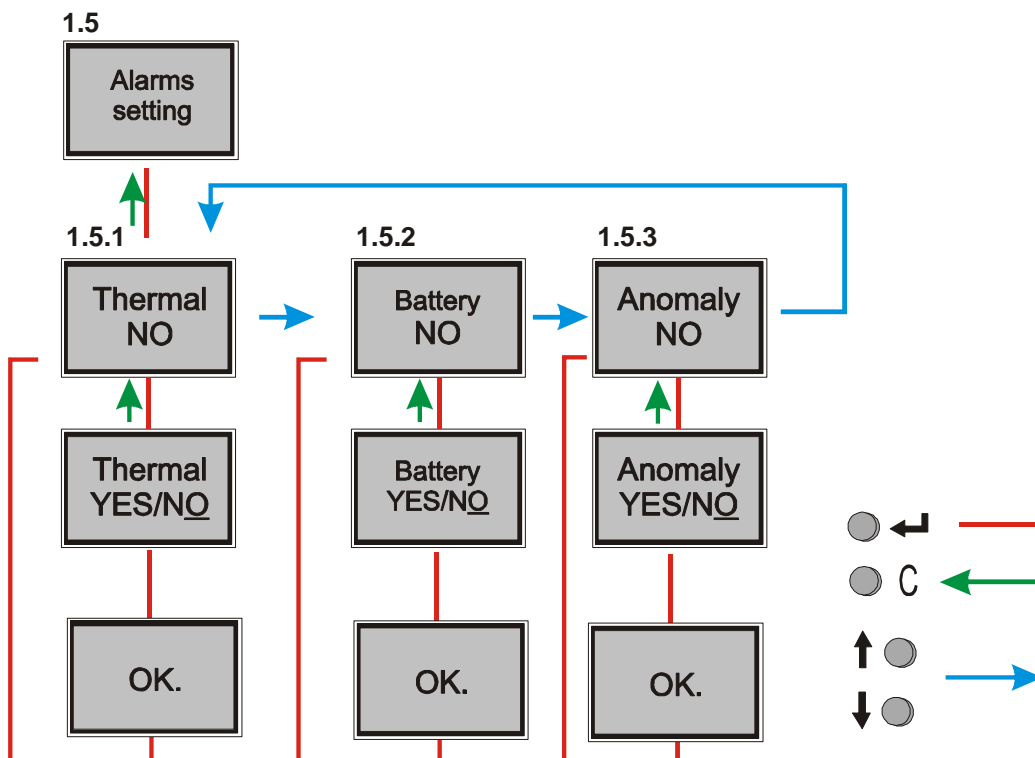 1.5
Alarms
setting
1.5.1
1.5.2
1.5.3
Thermal
NO
Battery
NO
Anomaly
NO
Thermal
YES/NO
Battery
YES/NO
Anomaly
YES/NO
C
OK.
OK.
OK.